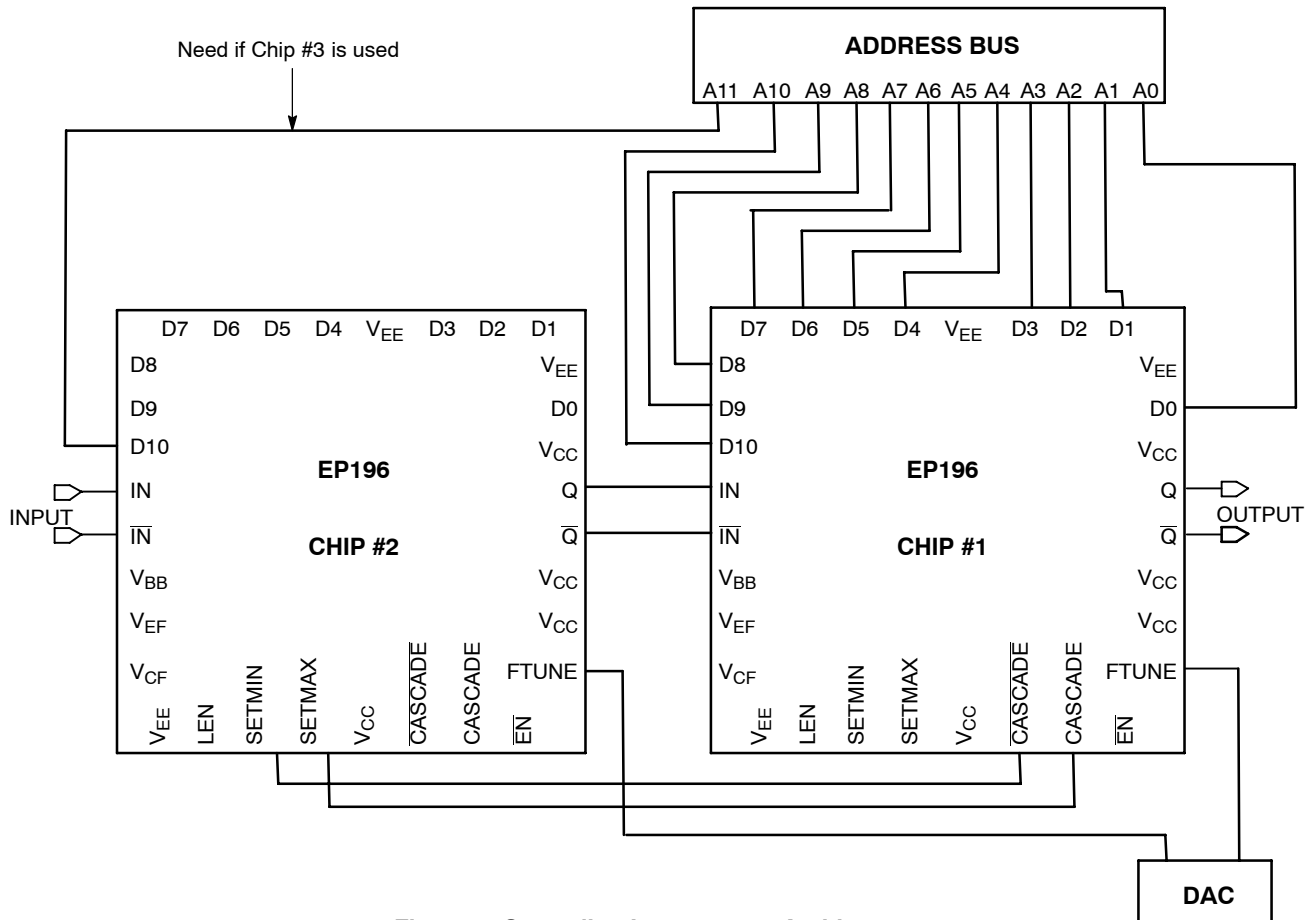 ADDRESS BUS
Need if Chip #3 is used
A11 A10 A9 A8 A7 A6 A5 A4 A3 A2 A1 A0
D7 D6 D5 D4 VEE D3 D2 D1
D8
D9
D10
IN
IN
VBB
VEF
VCF
INPUT
EP196
CHIP #2
VEE
D0
VCC
Q
Q
VCC
VCC
FTUNE
VEE LEN SETMIN SETMAX VCC CASCADE CASCADE EN
D7 D6 D5 D4 VEE D3 D2 D1
D8
D9
D10
IN
IN
VBB
VEF
VCF
EP196
CHIP #1
VEE
D0
VCC
Q
Q
VCC
VCC
FTUNE
OUTPUT
VEE LEN SETMIN SETMAX VCC CASCADE CASCADE EN
DAC